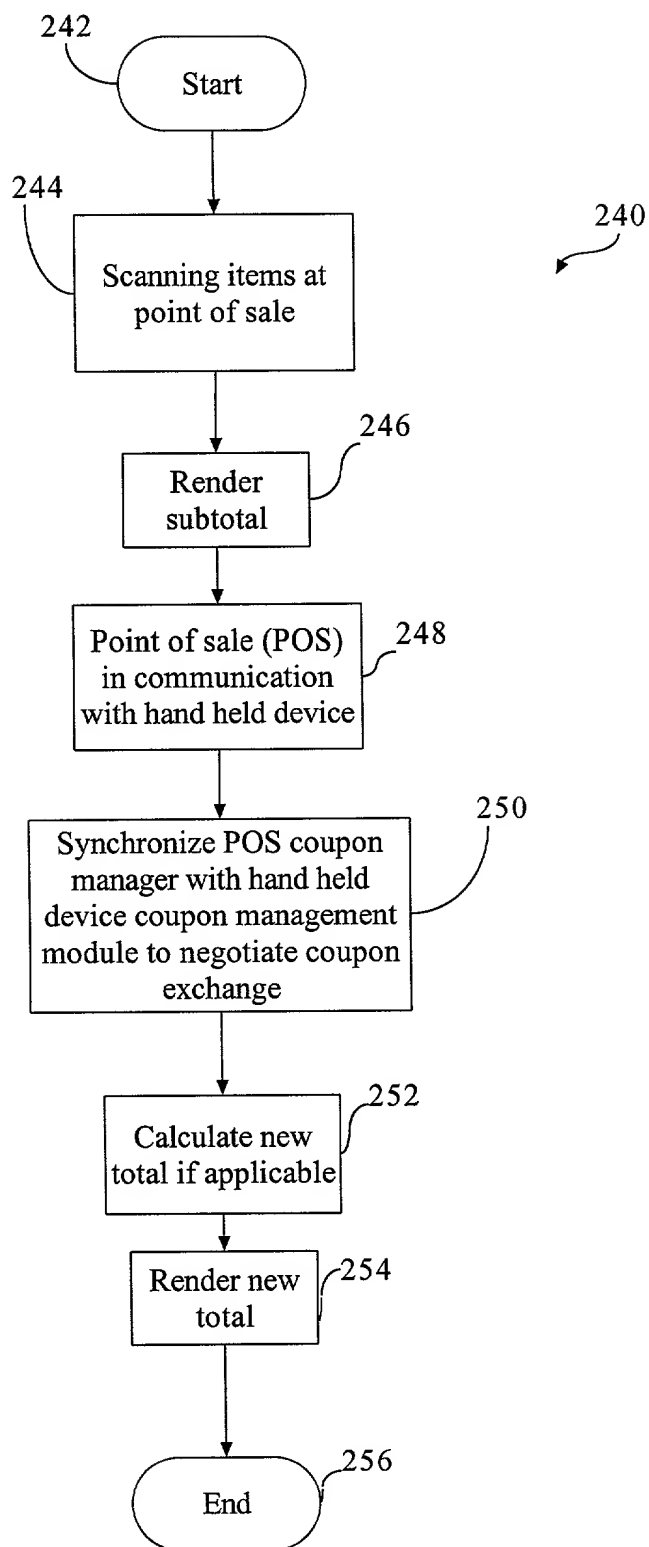 242
Start
244
240
Scanning items at
point of sale
246
Render
subtotal
248
Point of sale (POS)
in communication
with hand held device
250
Synchronize POS coupon
manager with hand held
device coupon management
module to negotiate coupon
exchange
252
Calculate new
total if applicable
254
Render new
total
256
End